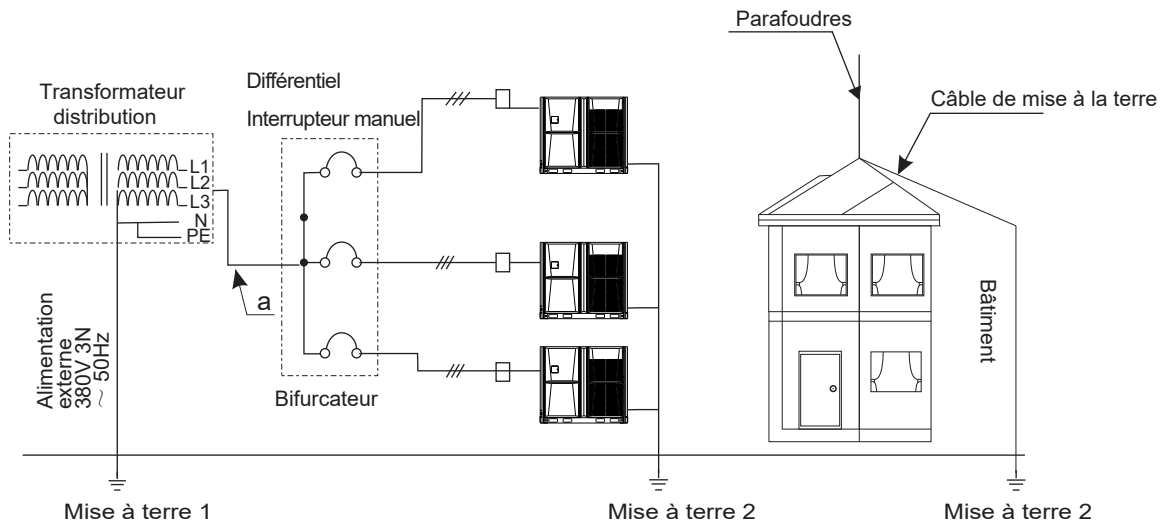 Parafoudres
Différentiel
Transformateur
distribution
Interrupteur manuel
Câble de mise à la terre
L1
L2
L3
N
PE
a
Alimentation
externe
380V 3N
~ 50Hz
Bifurcateur
Bâtiment
Mise à terre 1
Mise à terre 2
Mise à terre 2